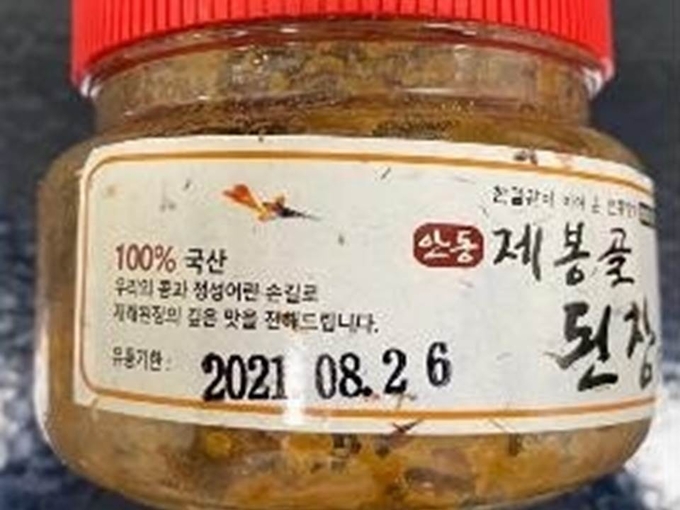 안동 제봉골
된장
100% 국산
우리의 콩과 정성어린 손길로
재래된장의 깊은 맛을 전해드립니다.
유통기한 : 2021. 08. 2 6